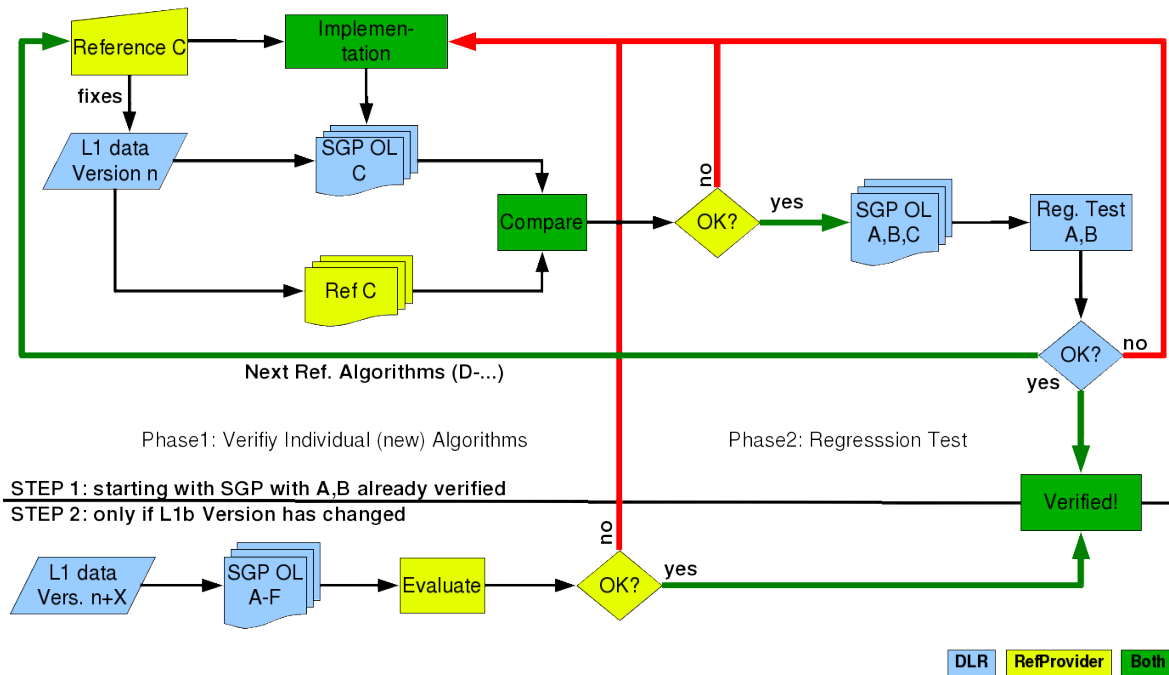 Reference C
Implemen-
tation
fixes
L1 data
Version n
SGP OL
C
Compare
Ref C
no
OK?
yes
SGP OL
A,B,C
Reg. Test
A,B
OK?
no
yes
Next Ref. Algorithms (D-...)
Phase1: Verifiy Individual (new) Algorithms
Phase2: Regresssion Test
STEP 1: starting with SGP with A,B already verified
STEP 2: only if L1b Version has changed
Verified!
L1 data
Vers. n+X
SGP OL
A-F
Evaluate
no
OK?
yes
DLR
RefProvider
Both